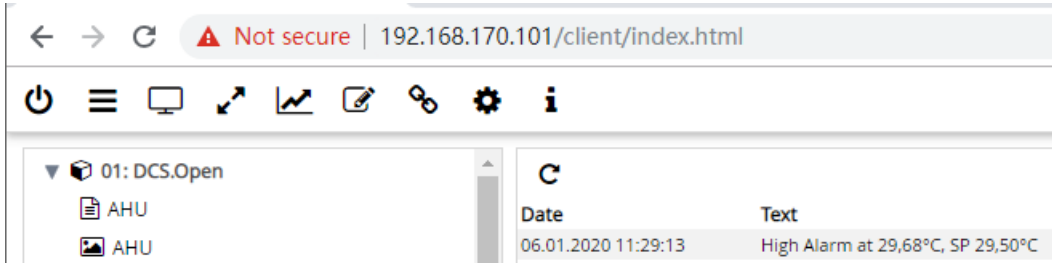 Not secure | 192.168.170.101/client/index.html
01: DCS.Open
AHU
AHU
Date Text
06.01.2020 11:29:13 High Alarm at 29,68°C, SP 29,50°C